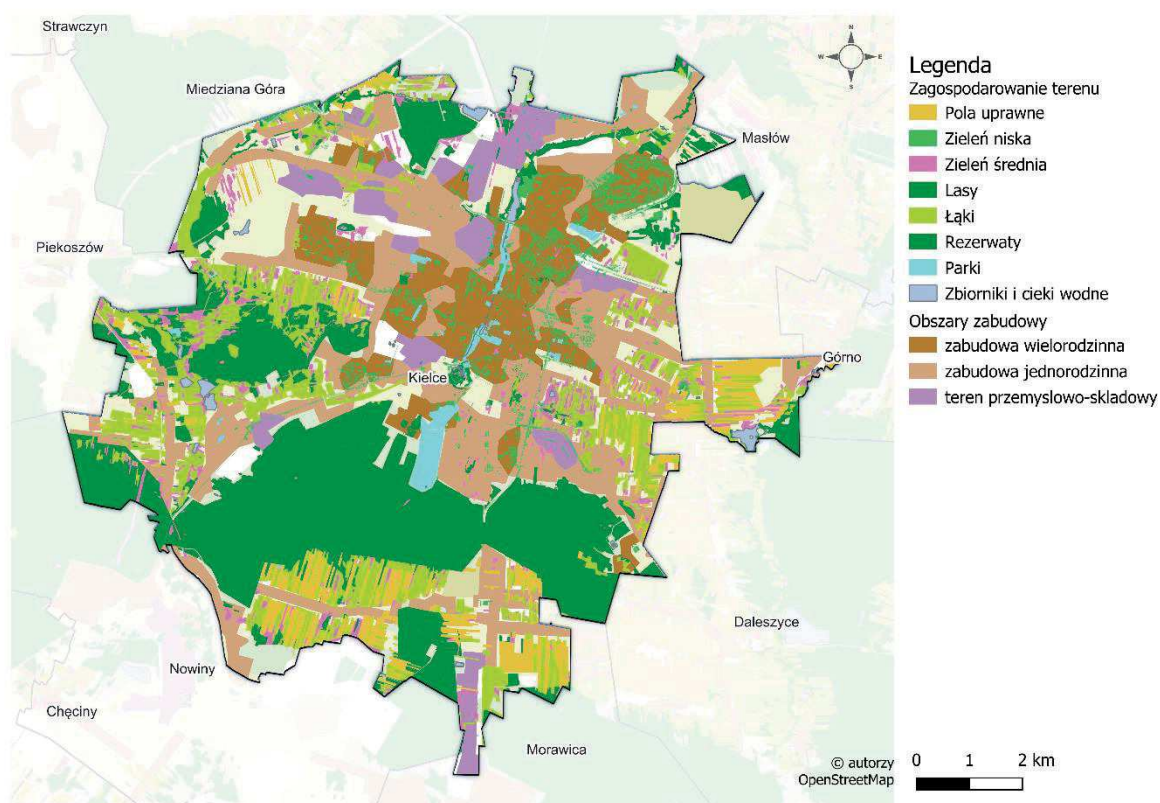 Strawczyn
Miedziana Góra
Masłów
Piekoszów
Górno
Kielce
Daleszyce
Nowiny
Chęciny
Morawica
N
W
E
S
Legenda
Zagospodarowanie terenu
Pola uprawne
Zieleń niska
Zieleń średnia
Lasy
Łąki
Rezerwaty
Parki
Zbiorniki i cieki wodne
Obszary zabudowy
zabudowa wielorodzinna
zabudowa jednorodzinna
teren przemyslowo-skladowy
© autorzy
OpenStreetMap
0 1 2 km